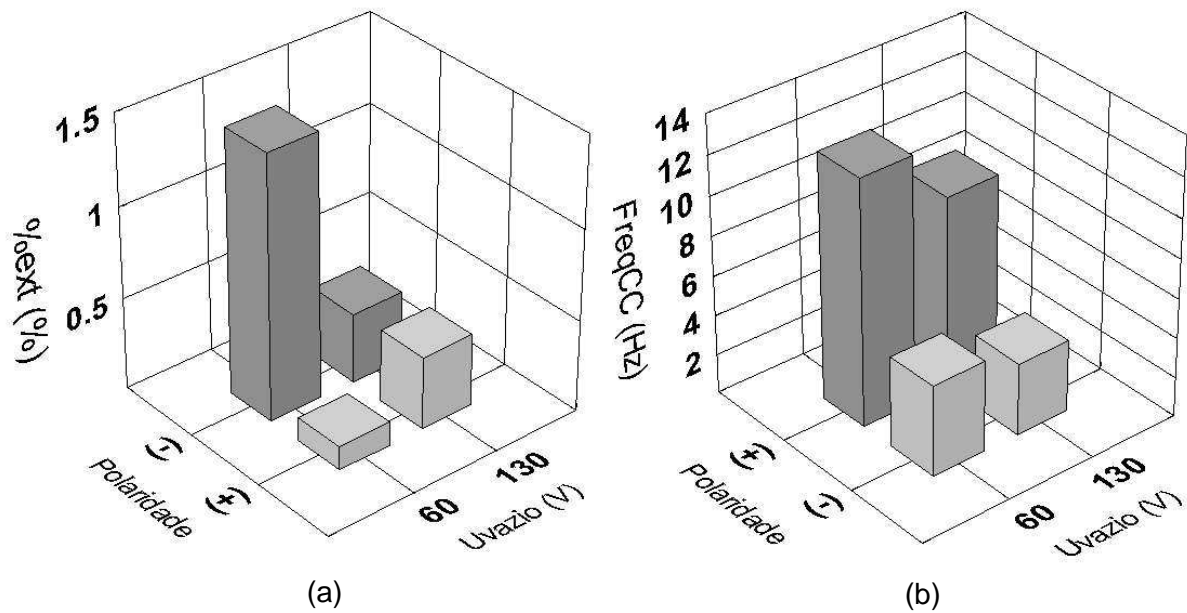 1.5
1
0.5
%ext (%)
(-)
(+)
Polaridade
60
130
Uvazio (V)
(a)
14
12
10
8
6
4
2
FreqCC (Hz)
(+)
(-)
Polaridade
60
130
Uvazio (V)
(b)